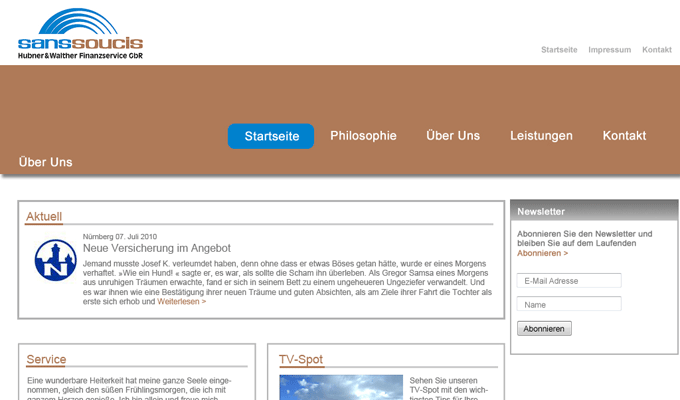 sanssoucis
Hubner & Walther Finanzservice GbR
Startseite Impressum Kontakt
Startseite Philosophie Über Uns Leistungen Kontakt
Über Uns
Aktuell
Nürnberg 07. Juli 2010
Neue Versicherung im Angebot
Jemand musste Josef K. verleumdet haben, denn ohne dass er etwas Böses getan hätte, wurde er eines Morgens
verhaftet. »Wie ein Hund! « sagte er, es war, als sollte die Scham ihn überleben. Als Gregor Samsa eines Morgens
aus unruhigen Träumen erwachte, fand er sich in seinem Bett zu einem ungeheueren Ungeziefer verwandelt. Und
es war ihnen wie eine Bestätigung ihrer neuen Träume und guten Absichten, als am Ziele ihrer Fahrt die Tochter als
erste sich erhob und Weiterlesen >
N
Newsletter
Abonnieren Sie den Newsletter und
bleiben Sie auf dem Laufenden
Abonnieren >
E-Mail Adresse
Name
Abonnieren
Service
Eine wunderbare Heiterkeit hat meine ganze Seele einge-
nommen, gleich den süßen Frühlingsmorgen, die ich mit
ganzem Herzen genieße. Ich bin allein und freue mich
TV-Spot
Sehen Sie unseren
TV-Spot mit den wich-
tigsten Tips für Ihre